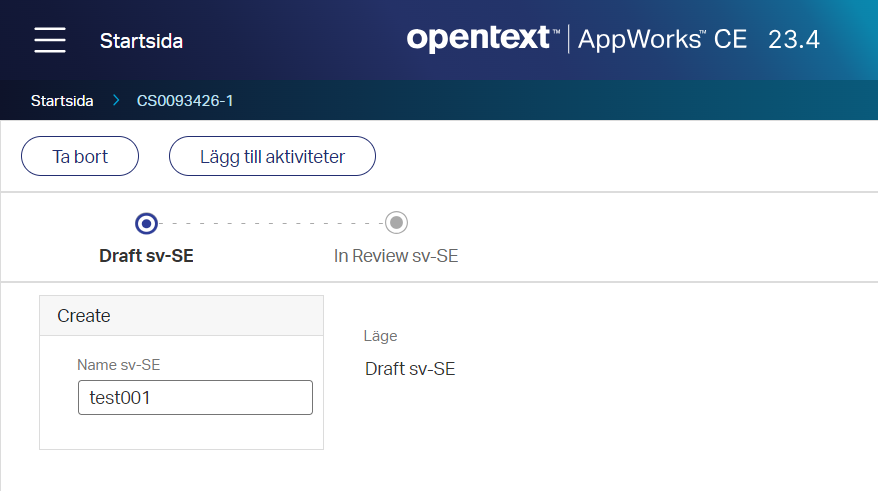 Startsida
opentext™ | AppWorks™ CE 23.4
Startsida > CS0093426-1
Ta bort
Lägg till aktiviteter
Draft sv-SE
In Review sv-SE
Create
Läge
Name sv-SE
Draft sv-SE
test001